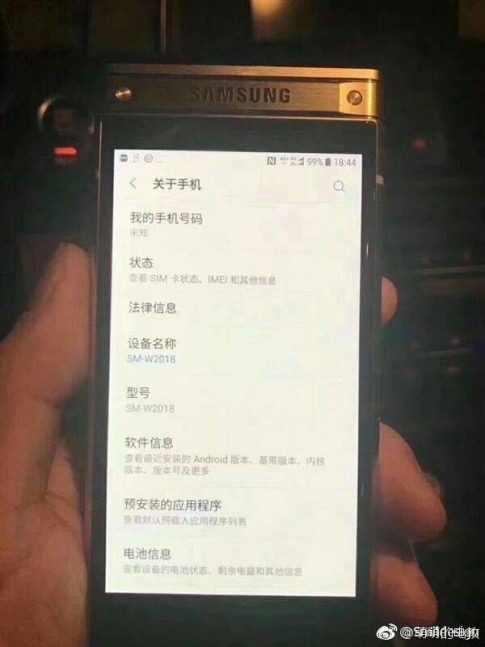 SAMSUNG
99% 18:44
关于手机
我的手机号码
未知
状态
查看 SIM 卡状态、IMEI 和其他信息
法律信息
设备名称
SM-W2018
型号
SM-W2018
软件信息
查看最近安装的 Android 版本、基带版本、内核
版本、版本号及更多
预安装的应用程序
查看默认预载入应用程序列表
电池信息
查看设备的电池状态、剩余电量和其他信息